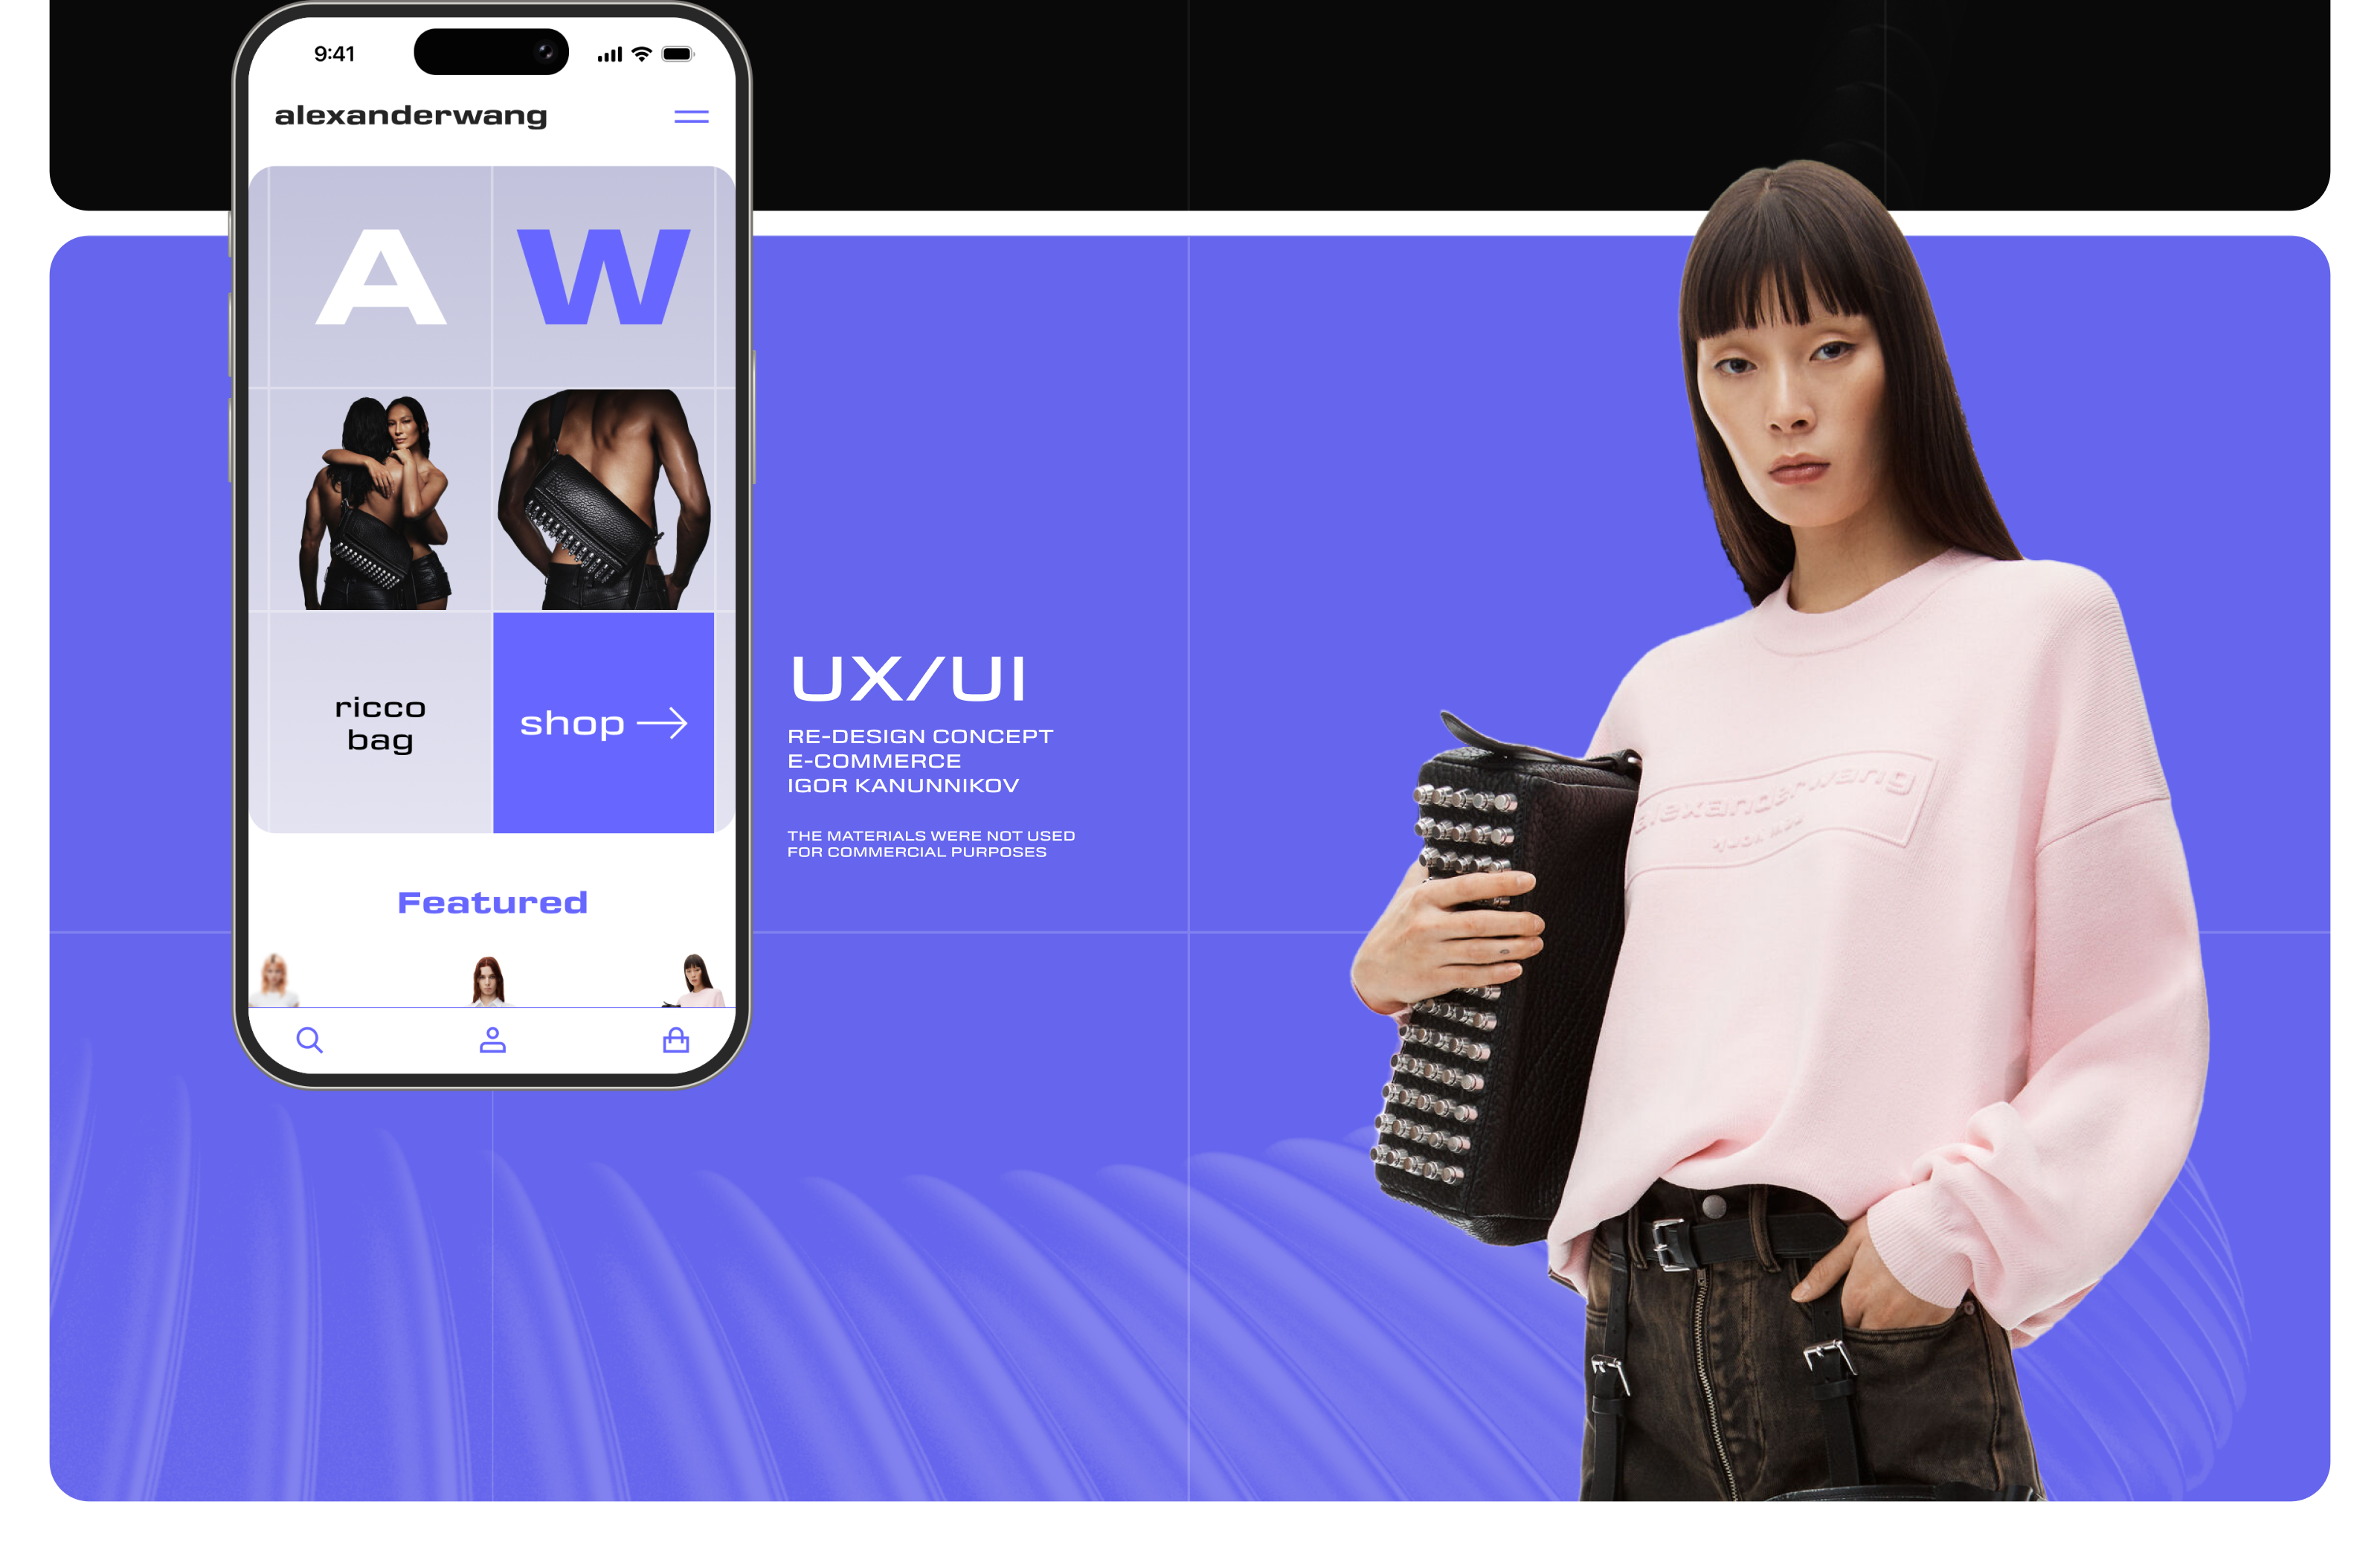 9:41
alexanderwang
A W
ricco
bag
shop
Featured
UX/UI
RE-DESIGN CONCEPT
E-COMMERCE
IGOR KANUNNIKOV
THE MATERIALS WERE NOT USED
FOR COMMERCIAL PURPOSES
alexanderwang